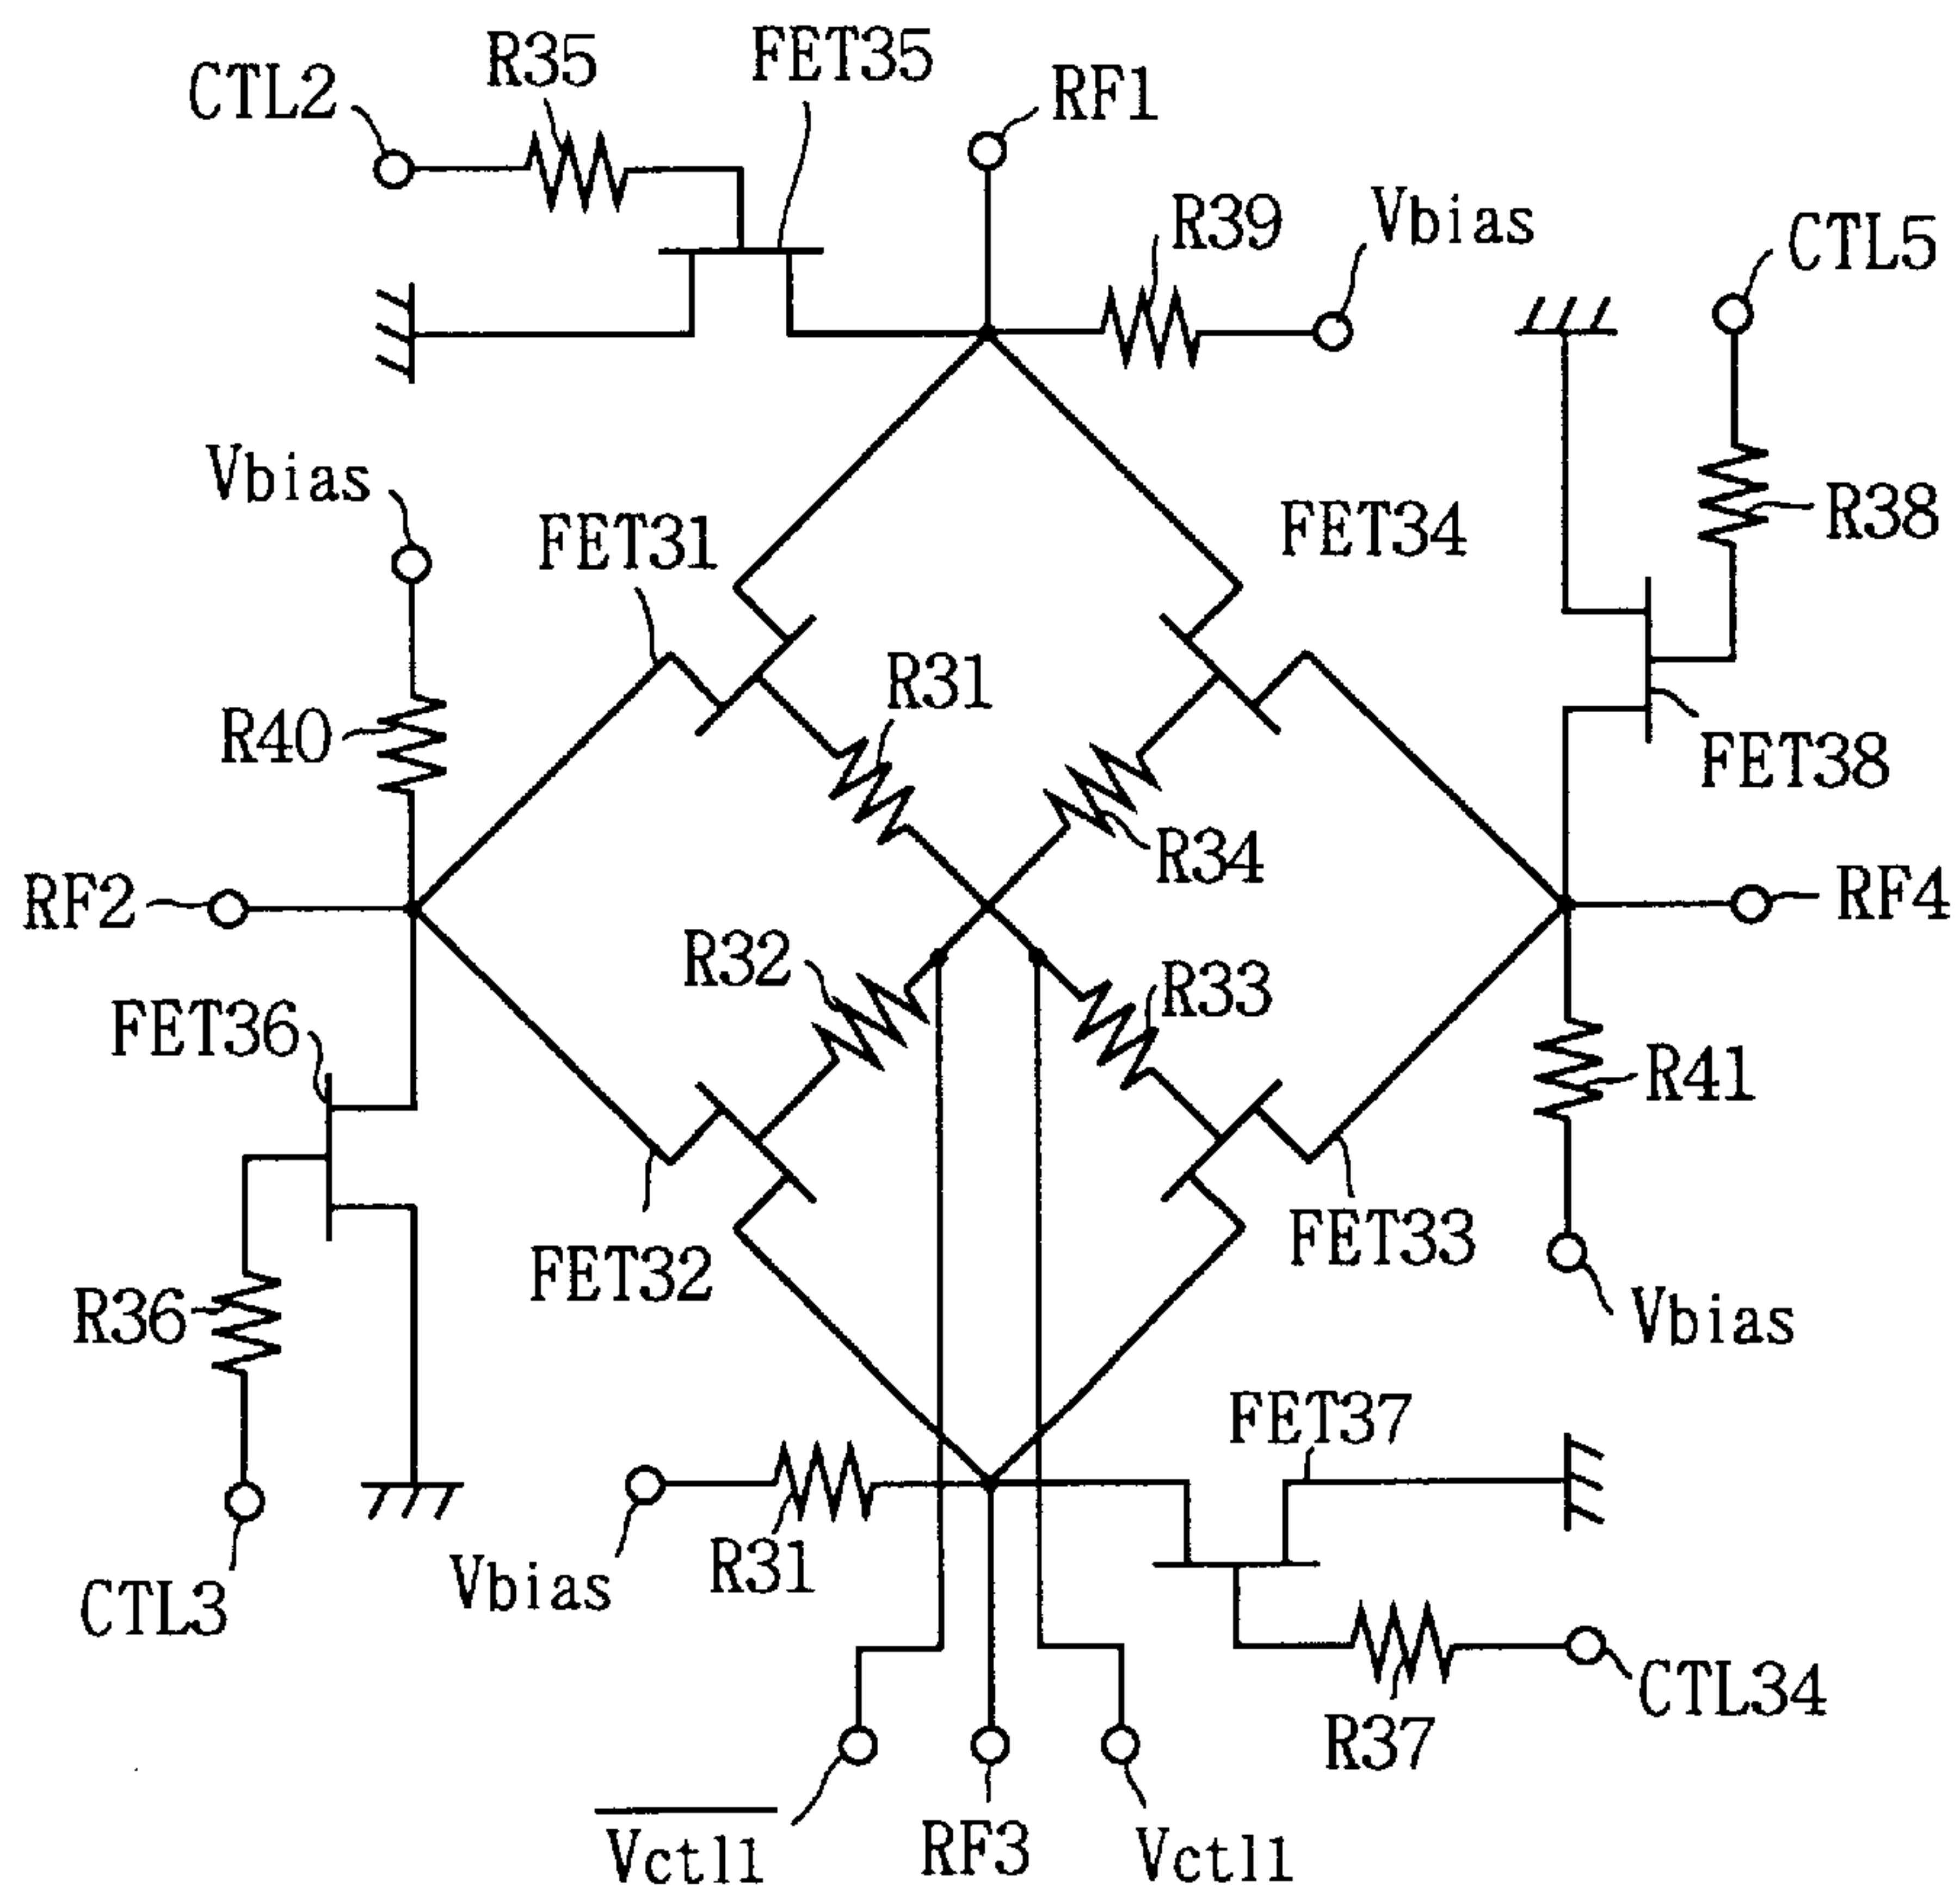 R35
FET35
CTL2
RF1
R39
Vbias
CTL5
Vbias
FET31
FET34
R38
R31
R40
FET38
R34
RF2
RF4
R32
R33
FET36
R41
FET32
FET33
R36
Vbias
FET37
R31
Vbias
CTL3
CTL34
R37
Vctl1
RF3
Vctl1